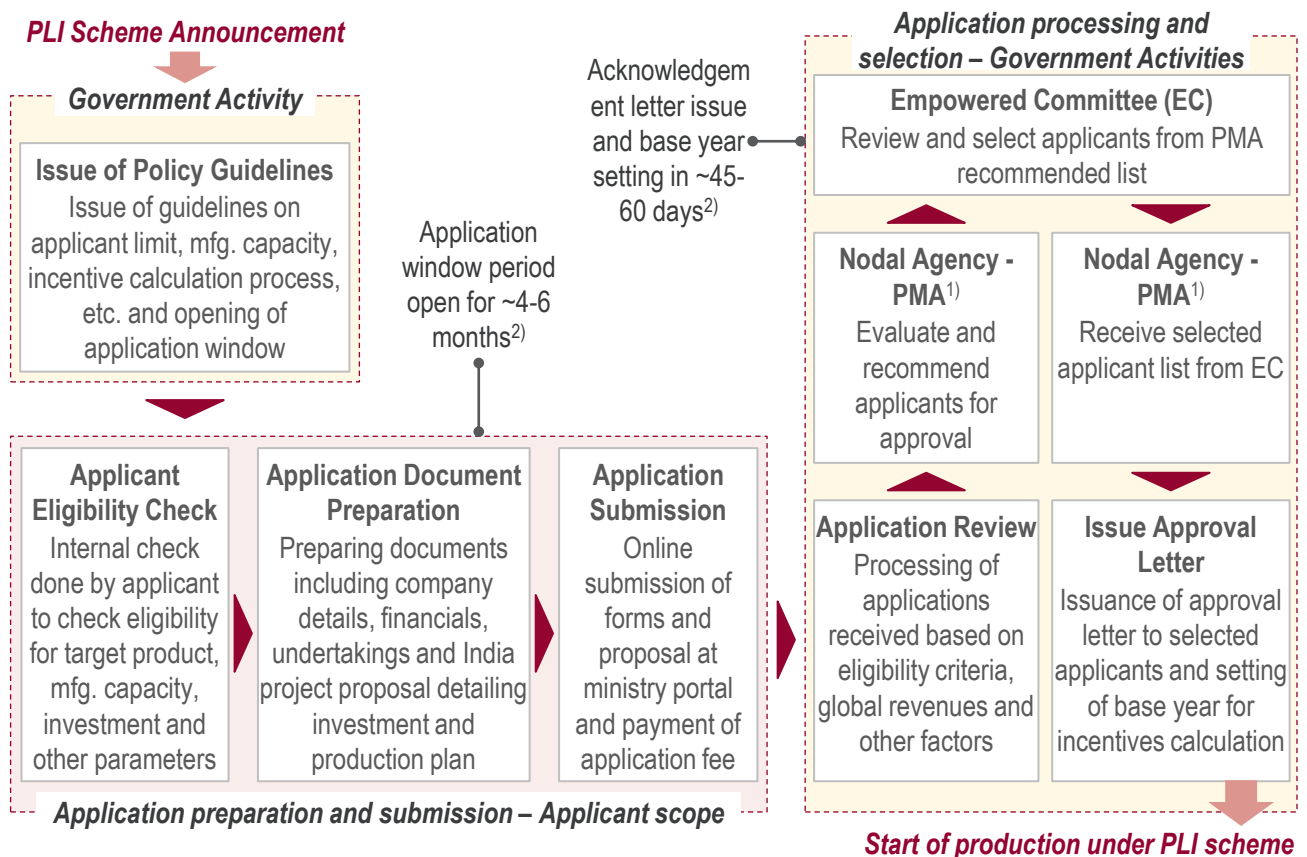 PLI Scheme Announcement
Government Activity
Issue of Policy Guidelines
Issue of guidelines on
applicant limit, mfg. capacity,
incentive calculation process,
etc. and opening of
application window
Application
window period
open for ~4-6
months2)
Applicant
Eligibility Check
Internal check
done by applicant
to check eligibility
for target product,
mfg. capacity,
investment and
other parameters
Application Document
Preparation
Preparing documents
including company
details, financials,
undertakings and India
project proposal detailing
investment and
production plan
Application
Submission
Online
submission of
forms and
proposal at
ministry portal
and payment of
application fee
Application preparation and submission – Applicant scope
Acknowledgem
ent letter issue
and base year
setting in ~45-
60 days2)
Application processing and
selection – Government Activities
Empowered Committee (EC)
Review and select applicants from PMA
recommended list
Nodal Agency -
PMA1)
Evaluate and
recommend
applicants for
approval
Nodal Agency -
PMA1)
Receive selected
applicant list from EC
Application Review
Processing of
applications
received based on
eligibility criteria,
global revenues and
other factors
Issue Approval
Letter
Issuance of approval
letter to selected
applicants and setting
of base year for
incentives calculation
Start of production under PLI scheme